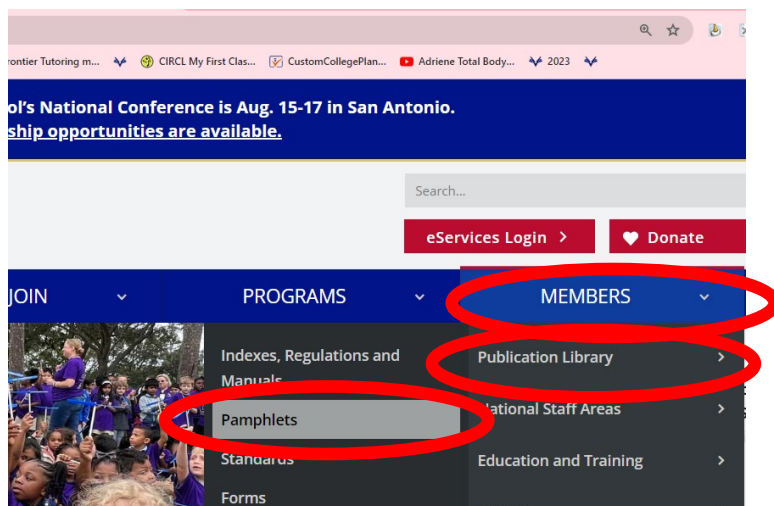 rontier Tutoring m... CIRCL My First Clas... CustomCollegePlan... Adriene Total Body... 2023
ol's National Conference is Aug. 15-17 in San Antonio.
ship opportunities are available.
Search...
eServices Login > Donate
JOIN PROGRAMS MEMBERS
Indexes, Regulations and
Manuals
Publication Library >
Pamphlets
National Staff Areas >
Standards
Education and Training >
Forms